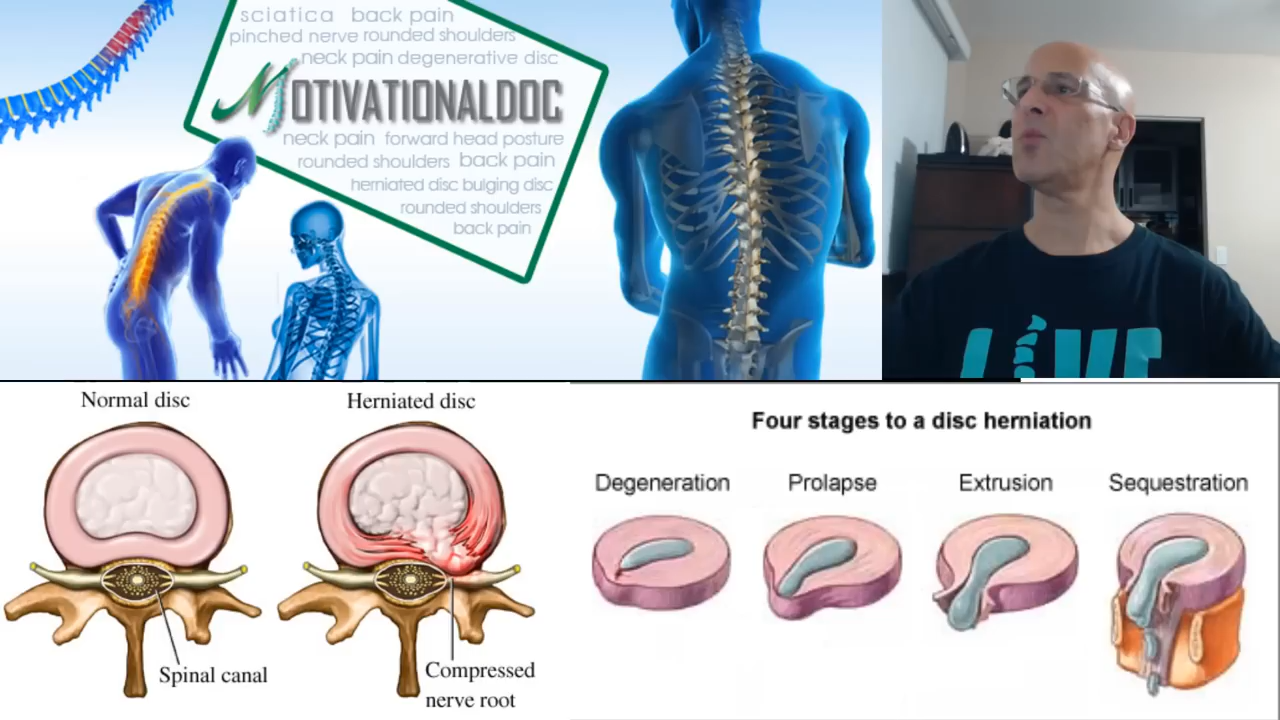 sciatica back pain
pinched nerve rounded shoulders
neck pain degenerative disc
MOTIVATIONALDOC
neck pain forward head posture
rounded shoulders back pain
herniated disc bulging disc
rounded shoulders
back pain
LIVE
Normal disc
Herniated disc
Spinal canal
Compressed
nerve root
Four stages to a disc herniation
Degeneration
Prolapse
Extrusion
Sequestration